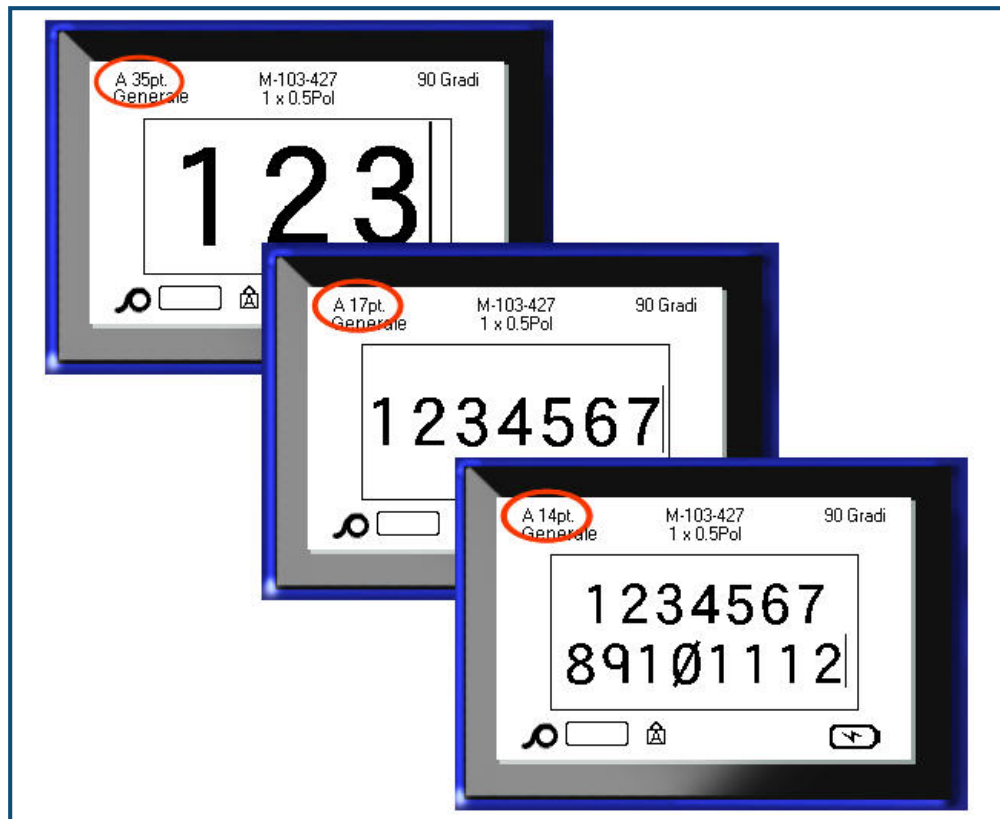 A 35pt.
Generale
M-103-427
1 x 0.5Pol
90 Gradi
123
A
A 17pt.
Generale
M-103-427
1 x 0.5Pol
90 Gradi
1234567
A 14pt.
Generale
M-103-427
1 x 0.5Pol
90 Gradi
1234567
891Ø1112
A